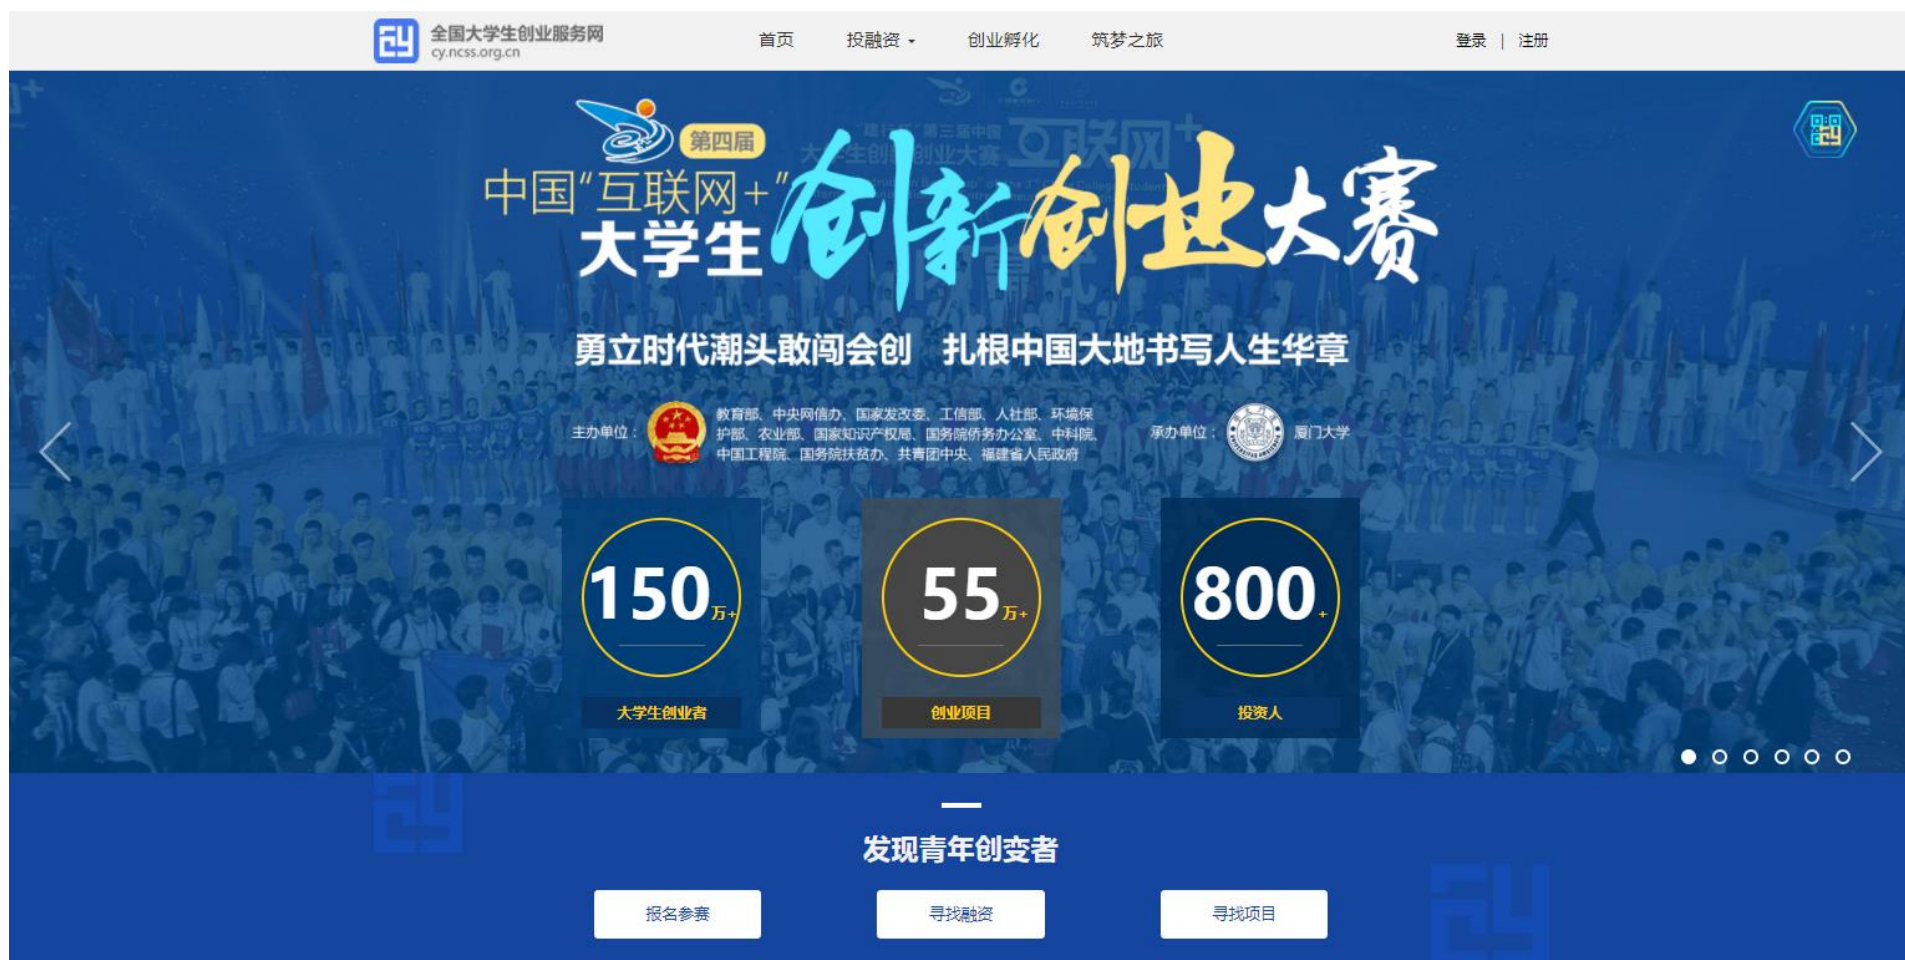 全国大学生创业服务网
cy.ncss.org.cn
首页 投融资 创业孵化 筑梦之旅 登录 | 注册
第四届
中国“互联网+”
大学生
创新创业大赛
勇立时代潮头敢闯会创 扎根中国大地书写人生华章
主办单位：
教育部、中央网信办、国家发改委、工信部、人社部、环境保
护部、农业部、国家知识产权局、国务院侨务办公室、中科院、
中国工程院、国务院扶贫办、共青团中央、福建省人民政府
承办单位：
厦门大学
150万+
大学生创业者
55万+
创业项目
800+
投资人
发现青年创变者
报名参赛 寻找融资 寻找项目